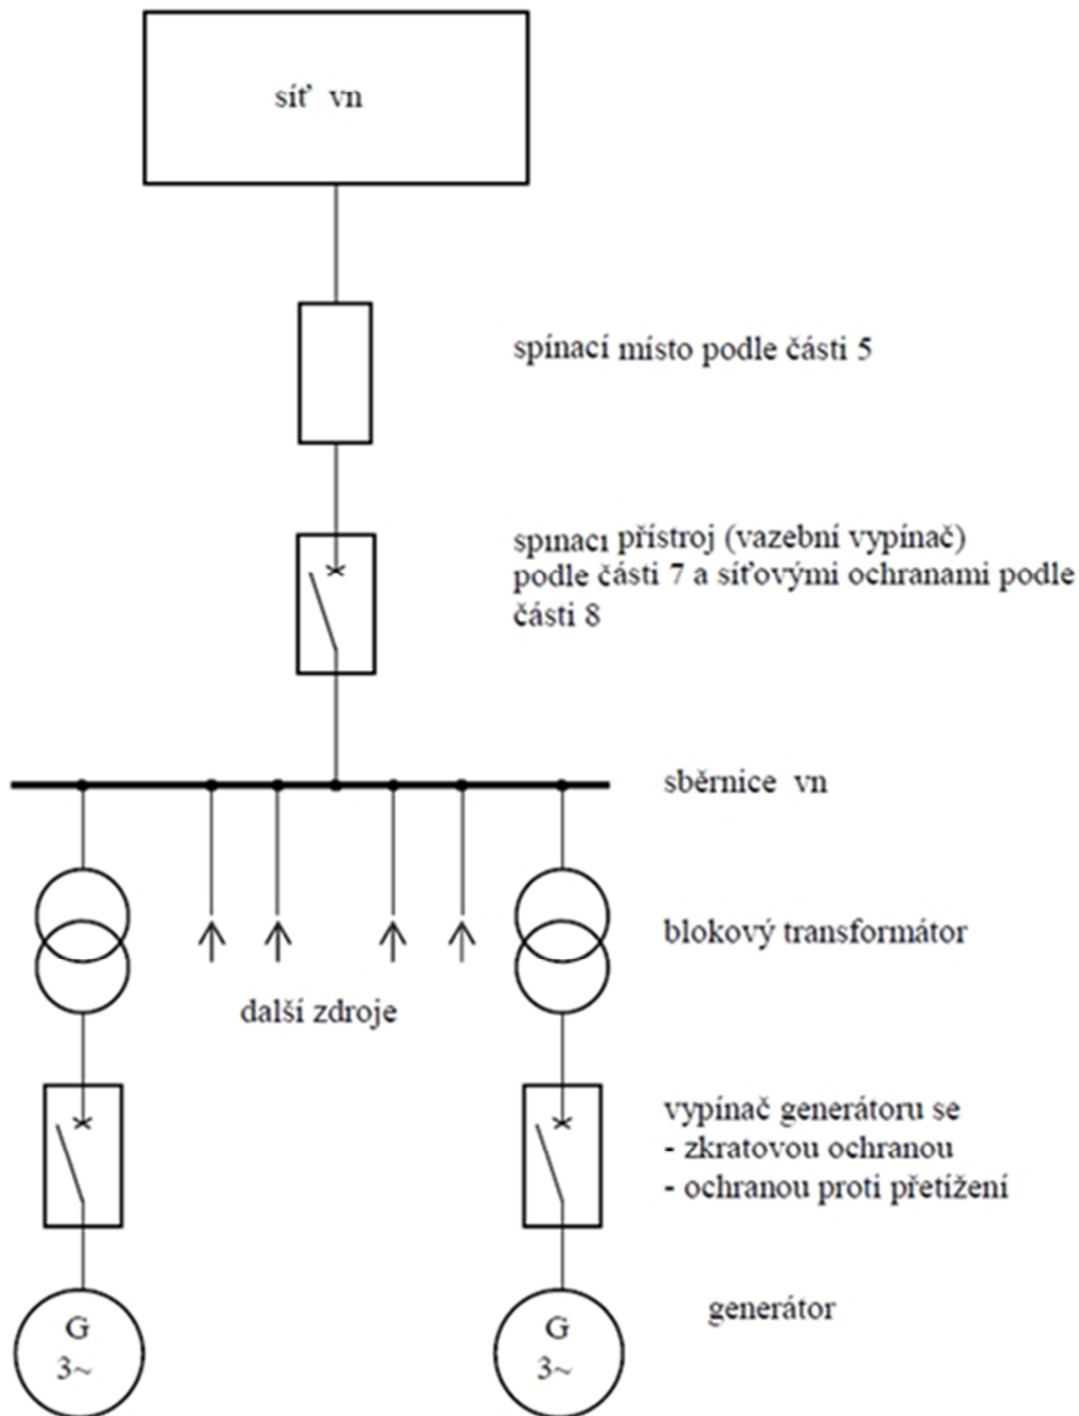 síť vn
spínací místo podle části 5
spınacı přístroj (vazební vypínač)
podle části 7 a síťovými ochranami podle
části 8
sběrnice vn
blokový transformátor
další zdroje
vypínač generátoru se
- zkratovou ochranou
- ochranou proti přetížení
generátor
G
3~
G
3~